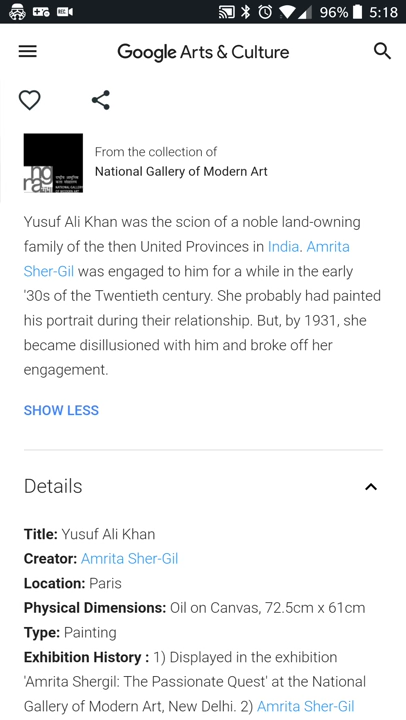 REC
96%
5:18
Google Arts & Culture
From the collection of
National Gallery of Modern Art
Yusuf Ali Khan was the scion of a noble land-owning
family of the then United Provinces in India. Amrita
Sher-Gil was engaged to him for a while in the early
'30s of the Twentieth century. She probably had painted
his portrait during their relationship. But, by 1931, she
became disillusioned with him and broke off her
engagement.
SHOW LESS
Details
Title: Yusuf Ali Khan
Creator: Amrita Sher-Gil
Location: Paris
Physical Dimensions: Oil on Canvas, 72.5cm x 61cm
Type: Painting
Exhibition History : 1) Displayed in the exhibition
'Amrita Shergil: The Passionate Quest' at the National
Gallery of Modern Art, New Delhi. 2) Amrita Sher-Gil